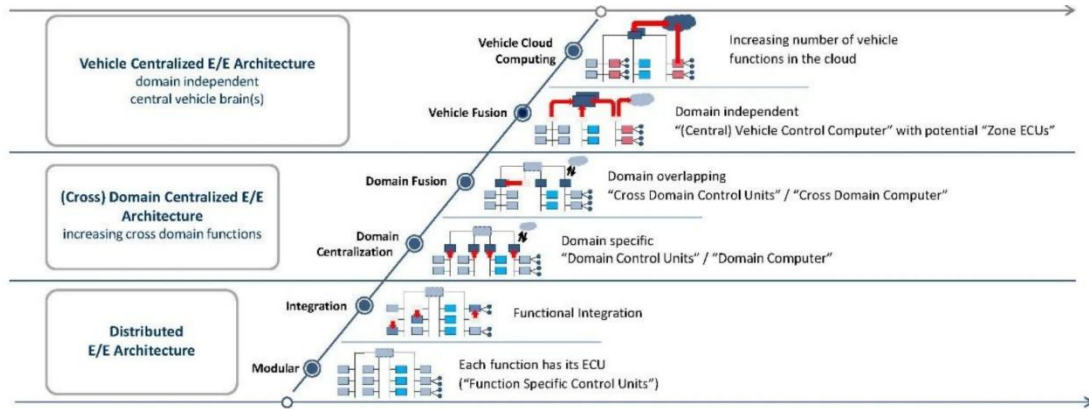 Vehicle Centralized E/E Architecture
domain independent
central vehicle brain(s)
Vehicle Cloud
Computing
Increasing number of vehicle
functions in the cloud
Vehicle Fusion
Domain independent
“(Central) Vehicle Control Computer” with potential “Zone ECUs”
(Cross) Domain Centralized E/E
Architecture
increasing cross domain functions
Domain Fusion
Domain overlapping
“Cross Domain Control Units” / “Cross Domain Computer”
Domain
Centralization
Domain specific
“Domain Control Units” / “Domain Computer”
Distributed
E/E Architecture
Integration
Functional Integration
Modular
Each function has its ECU
(“Function Specific Control Units”)